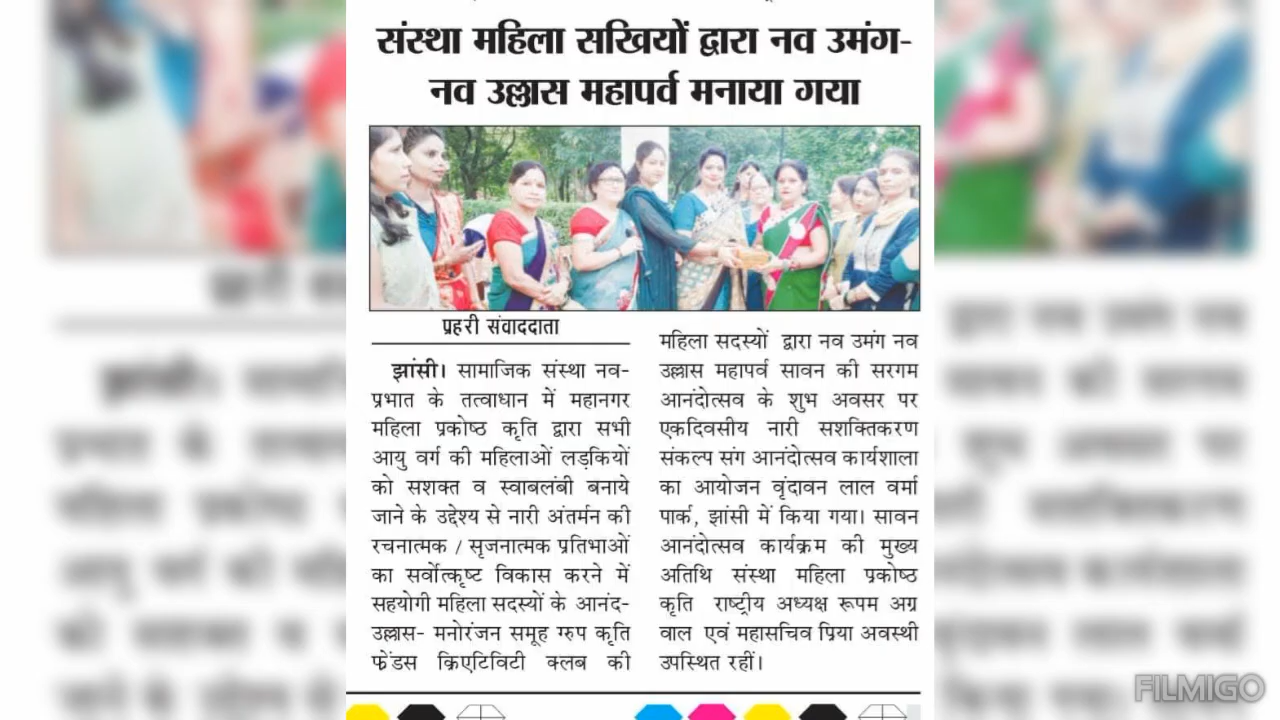 संस्था महिला सखियों द्वारा नव उमंग-
नव उल्लास महापर्व मनाया गया
प्रहरी संवाददाता
झांसी। सामाजिक संस्था नव-
प्रभात के तत्वाधान में महानगर
महिला प्रकोष्ठ कृति द्वारा सभी
आयु वर्ग की महिलाओं लड़कियों
को सशक्त व स्वाबलंबी बनाये
जाने के उद्देश्य से नारी अंतर्मन की
रचनात्मक / सृजनात्मक प्रतिभाओं
का सर्वोत्कृष्ट विकास करने में
सहयोगी महिला सदस्यों के आनंद-
उल्लास- मनोरंजन समूह ग्रुप कृति
फ्रेंडस क्रिएटिविटी क्लब की
महिला सदस्यों द्वारा नव उमंग नव
उल्लास महापर्व सावन की सरगम
आनंदोत्सव के शुभ अवसर पर
एकदिवसीय नारी सशक्तिकरण
संकल्प संग आनंदोत्सव कार्यशाला
का आयोजन वृंदावन लाल वर्मा
पार्क, झांसी में किया गया। सावन
आनंदोत्सव कार्यक्रम की मुख्य
अतिथि संस्था महिला प्रकोष्ठ
कृति राष्ट्रीय अध्यक्ष रूपम अग्र
वाल एवं महासचिव प्रिया अवस्थी
उपस्थित रहीं।
FILMIGO